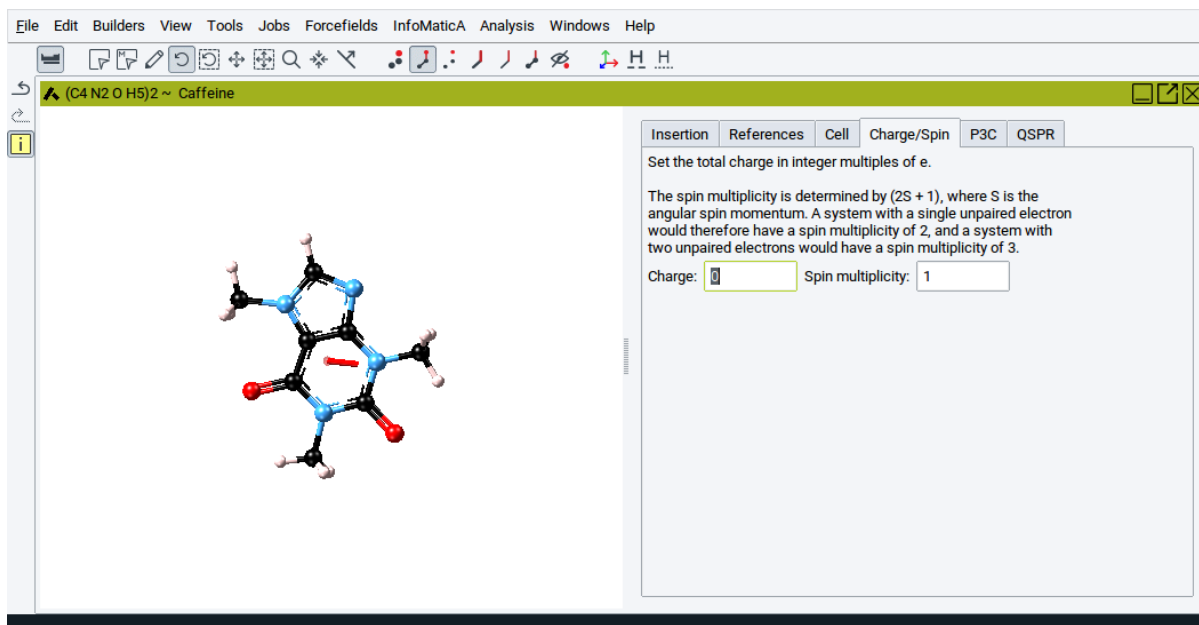 File Edit Builders View Tools Jobs Forcefields InfoMaticA Analysis Windows Help
M
H H
(C4 N2 O H5)2 ~ Caffeine
i
Insertion References Cell Charge/Spin P3C QSPR
Set the total charge in integer multiples of e.
The spin multiplicity is determined by (2S + 1), where S is the
angular spin momentum. A system with a single unpaired electron
would therefore have a spin multiplicity of 2, and a system with
two unpaired electrons would have a spin multiplicity of 3.
Charge: 0 Spin multiplicity: 1